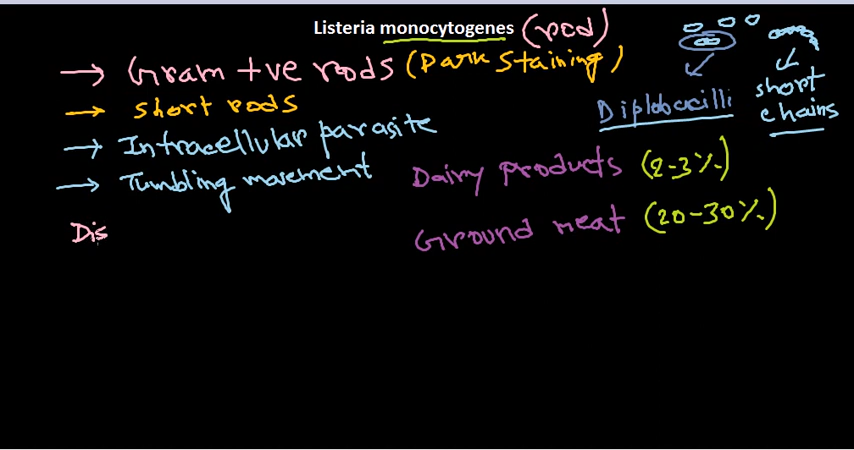 Listeria monocytogenes (rod)
→ Gram +ve rods (Dark Staining)
→ short rods
→ Intracellular parasite
→ Tumbling movement
Diplobacilli
short chains
Dairy products (2-3%)
Ground meat (20-30%)
Dis